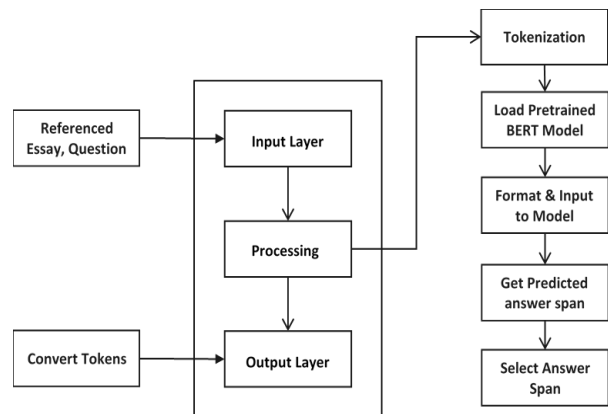 Referenced
Essay, Question
Convert Tokens
Input Layer
Processing
Output Layer
Tokenization
Load Pretrained
BERT Model
Format & Input
to Model
Get Predicted
answer span
Select Answer
Span